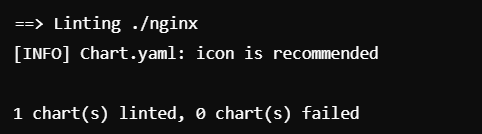 ==> Linting ./nginx
[INFO] Chart.yaml: icon is recommended
1 chart(s) linted, 0 chart(s) failed